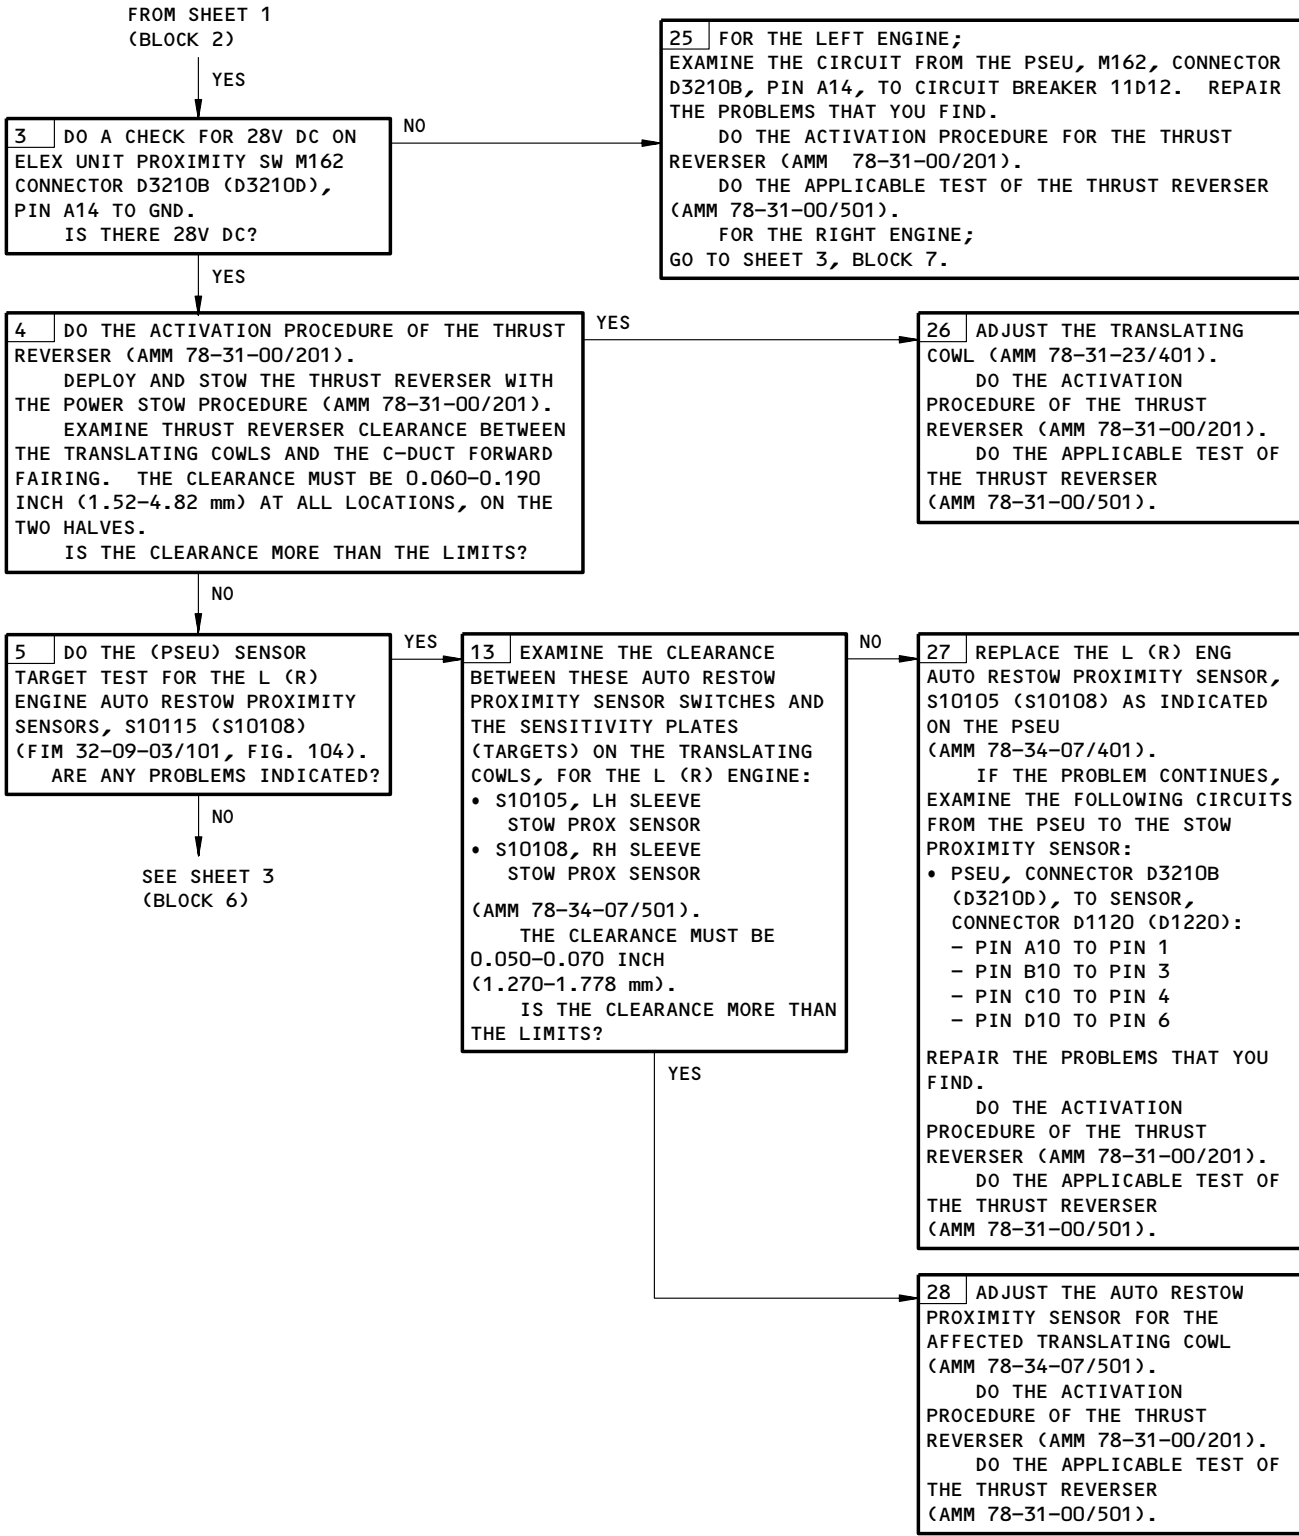 FROM SHEET 1
(BLOCK 2)
YES
3 DO A CHECK FOR 28V DC ON
ELEX UNIT PROXIMITY SW M162
CONNECTOR D3210B (D3210D),
PIN A14 TO GND.
IS THERE 28V DC?
NO
25 FOR THE LEFT ENGINE;
EXAMINE THE CIRCUIT FROM THE PSEU, M162, CONNECTOR
D3210B, PIN A14, TO CIRCUIT BREAKER 11D12. REPAIR
THE PROBLEMS THAT YOU FIND.
DO THE ACTIVATION PROCEDURE FOR THE THRUST
REVERSER (AMM 78-31-00/201).
DO THE APPLICABLE TEST OF THE THRUST REVERSER
(AMM 78-31-00/501).
FOR THE RIGHT ENGINE;
GO TO SHEET 3, BLOCK 7.
YES
4 DO THE ACTIVATION PROCEDURE OF THE THRUST
REVERSER (AMM 78-31-00/201).
DEPLOY AND STOW THE THRUST REVERSER WITH
THE POWER STOW PROCEDURE (AMM 78-31-00/201).
EXAMINE THRUST REVERSER CLEARANCE BETWEEN
THE TRANSLATING COWLS AND THE C-DUCT FORWARD
FAIRING. THE CLEARANCE MUST BE 0.060-0.190
INCH (1.52-4.82 mm) AT ALL LOCATIONS, ON THE
TWO HALVES.
IS THE CLEARANCE MORE THAN THE LIMITS?
YES
26 ADJUST THE TRANSLATING
COWL (AMM 78-31-23/401).
DO THE ACTIVATION
PROCEDURE OF THE THRUST
REVERSER (AMM 78-31-00/201).
DO THE APPLICABLE TEST OF
THE THRUST REVERSER
(AMM 78-31-00/501).
NO
5 DO THE (PSEU) SENSOR
TARGET TEST FOR THE L (R)
ENGINE AUTO RESTOW PROXIMITY
SENSORS, S10115 (S10108)
(FIM 32-09-03/101, FIG. 104).
ARE ANY PROBLEMS INDICATED?
NO
SEE SHEET 3
(BLOCK 6)
YES
13 EXAMINE THE CLEARANCE
BETWEEN THESE AUTO RESTOW
PROXIMITY SENSOR SWITCHES AND
THE SENSITIVITY PLATES
(TARGETS) ON THE TRANSLATING
COWLS, FOR THE L (R) ENGINE:
• S10105, LH SLEEVE
STOW PROX SENSOR
• S10108, RH SLEEVE
STOW PROX SENSOR
(AMM 78-34-07/501).
THE CLEARANCE MUST BE
0.050-0.070 INCH
(1.270-1.778 mm).
IS THE CLEARANCE MORE THAN
THE LIMITS?
NO
27 REPLACE THE L (R) ENG
AUTO RESTOW PROXIMITY SENSOR,
S10105 (S10108) AS INDICATED
ON THE PSEU
(AMM 78-34-07/401).
IF THE PROBLEM CONTINUES,
EXAMINE THE FOLLOWING CIRCUITS
FROM THE PSEU TO THE STOW
PROXIMITY SENSOR:
• PSEU, CONNECTOR D3210B
(D3210D), TO SENSOR,
CONNECTOR D1120 (D1220):
- PIN A10 TO PIN 1
- PIN B10 TO PIN 3
- PIN C10 TO PIN 4
- PIN D10 TO PIN 6
REPAIR THE PROBLEMS THAT YOU
FIND.
DO THE ACTIVATION
PROCEDURE OF THE THRUST
REVERSER (AMM 78-31-00/201).
DO THE APPLICABLE TEST OF
THE THRUST REVERSER
(AMM 78-31-00/501).
YES
28 ADJUST THE AUTO RESTOW
PROXIMITY SENSOR FOR THE
AFFECTED TRANSLATING COWL
(AMM 78-34-07/501).
DO THE ACTIVATION
PROCEDURE OF THE THRUST
REVERSER (AMM 78-31-00/201).
DO THE APPLICABLE TEST OF
THE THRUST REVERSER
(AMM 78-31-00/501).